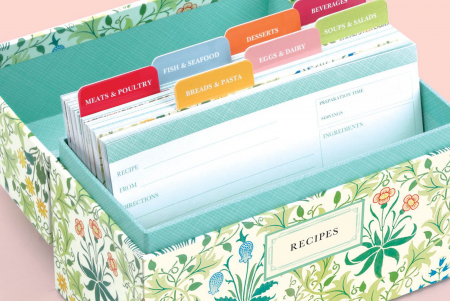 BEVERAGES
DESSERTS
SOUPS & SALADS
FISH & SEAFOOD
EGGS & DAIRY
MEATS & POULTRY
BREADS & PASTA
PREPARATION TIME
SERVINGS
RECIPE
INGREDIENTS
FROM
DIRECTIONS
RECIPES